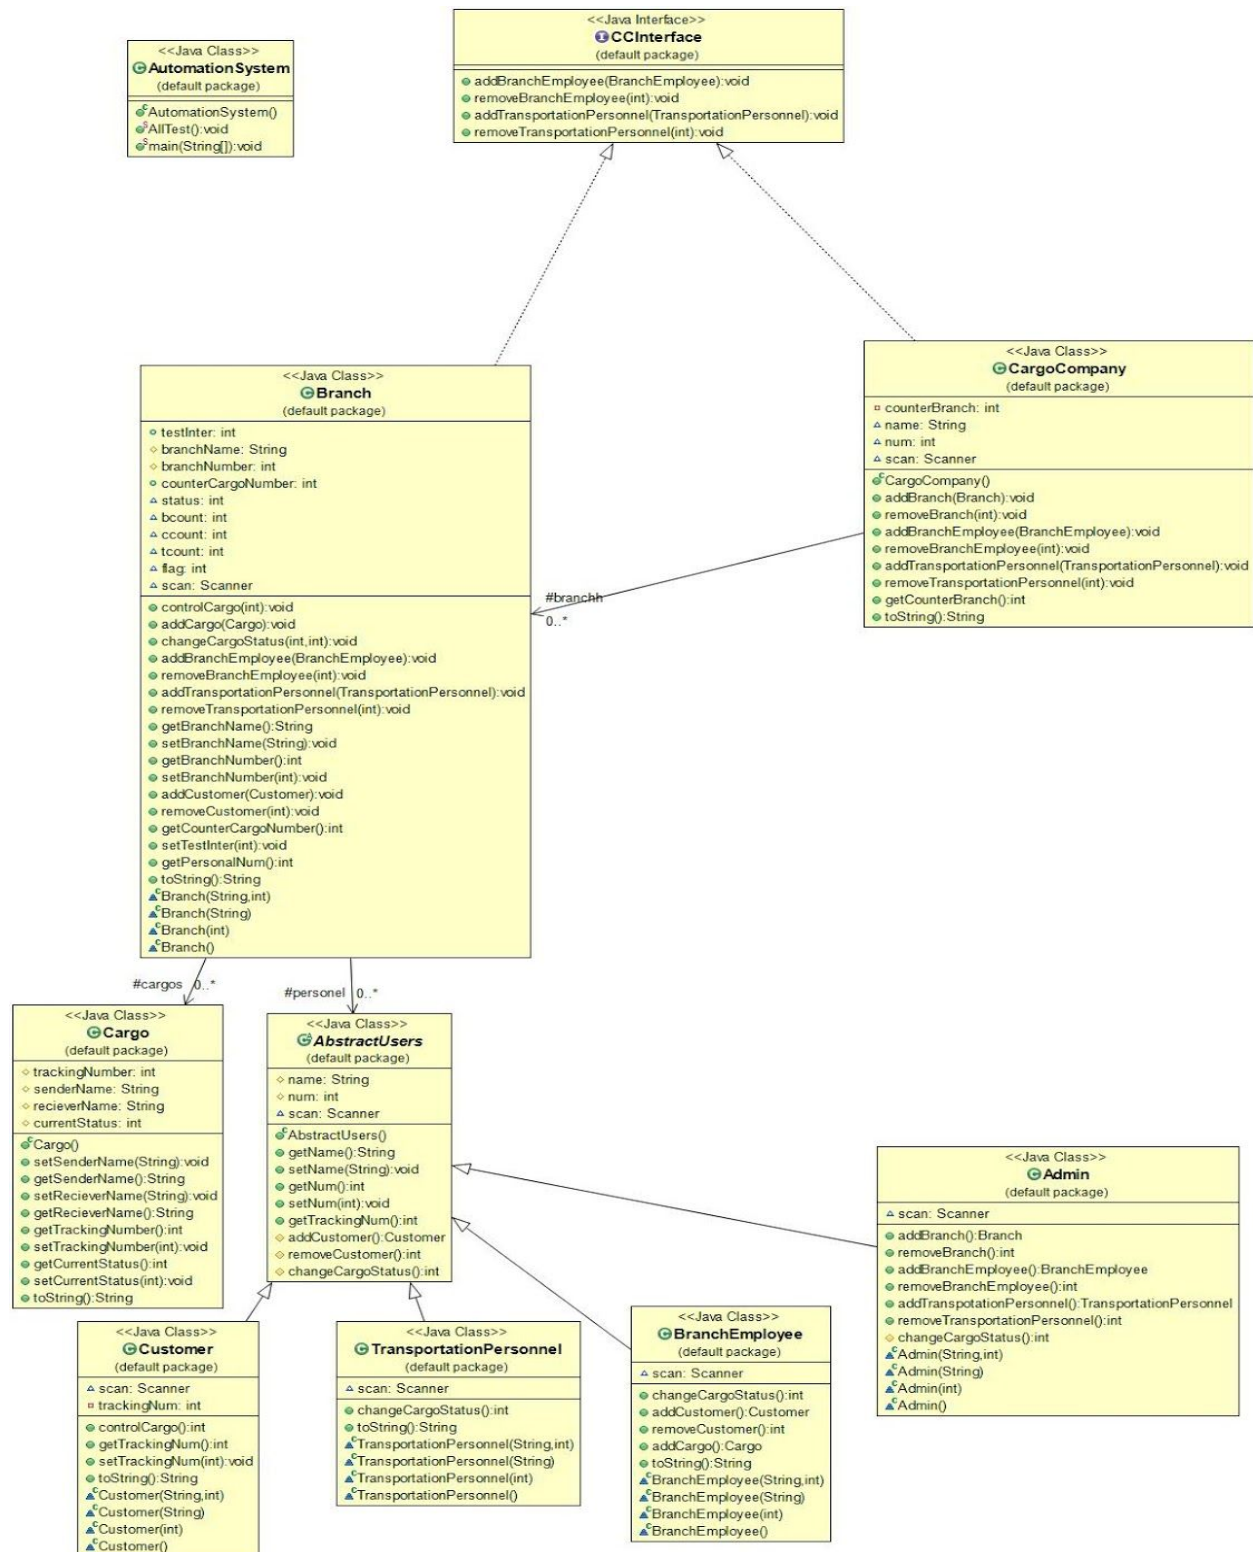 <<Java Class>>
AutomationSystem
(default package)
AutomationSystem()
AllTest():void
main(String[]):void
<<Java Interface>>
CCInterface
(default package)
addBranchEmployee(BranchEmployee):void
removeBranchEmployee(int):void
addTransportationPersonnel(TransportationPersonnel):void
removeTransportationPersonnel(int):void
<<Java Class>>
Branch
(default package)
testInter: int
branchName: String
branchNumber: int
counterCargoNumber: int
status: int
bcount: int
ccount: int
tcount: int
flag: int
scan: Scanner
controlCargo(int):void
addCargo(Cargo):void
changeCargoStatus(int,int):void
addBranchEmployee(BranchEmployee):void
removeBranchEmployee(int):void
addTransportationPersonnel(TransportationPersonnel):void
removeTransportationPersonnel(int):void
getBranchName():String
setBranchName(String):void
getBranchNumber():int
setBranchNumber(int):void
addCustomer(Customer):void
removeCustomer(int):void
getCounterCargoNumber():int
setTestInter(int):void
getPersonalNum():int
toString():String
Branch(String,int)
Branch(String)
Branch(int)
Branch()
<<Java Class>>
CargoCompany
(default package)
counterBranch: int
name: String
num: int
scan: Scanner
CargoCompany()
addBranch(Branch):void
removeBranch(int):void
addBranchEmployee(BranchEmployee):void
removeBranchEmployee(int):void
addTransportationPersonnel(TransportationPersonnel):void
removeTransportationPersonnel(int):void
getCounterBranch():int
toString():String
#branchh
0..*
#cargos 0..*
#personel 0..*
<<Java Class>>
Cargo
(default package)
trackingNumber: int
senderName: String
recieverName: String
currentStatus: int
Cargo()
setSenderName(String):void
getSenderName():String
setRecieverName(String):void
getRecieverName():String
getTrackingNumber():int
setTrackingNumber(int):void
getCurrentStatus():int
setCurrentStatus(int):void
toString():String
<<Java Class>>
AbstractUsers
(default package)
name: String
num: int
scan: Scanner
AbstractUsers()
getName():String
setName(String):void
getNum():int
setNum(int):void
getTrackingNum():int
addCustomer():Customer
removeCustomer():int
changeCargoStatus():int
<<Java Class>>
Admin
(default package)
scan: Scanner
addBranch():Branch
removeBranch():int
addBranchEmployee():BranchEmployee
removeBranchEmployee():int
addTranspotationPersonnel():TransportationPersonnel
removeTransportationPersonnel():int
changeCargoStatus():int
Admin(String,int)
Admin(String)
Admin(int)
Admin()
<<Java Class>>
Customer
(default package)
scan: Scanner
trackingNum: int
controlCargo():int
getTrackingNum():int
setTrackingNum(int):void
toString():String
Customer(String,int)
Customer(String)
Customer(int)
Customer()
<<Java Class>>
TransportationPersonnel
(default package)
scan: Scanner
changeCargoStatus():int
toString():String
TransportationPersonnel(String,int)
TransportationPersonnel(String)
TransportationPersonnel(int)
TransportationPersonnel()
<<Java Class>>
BranchEmployee
(default package)
scan: Scanner
changeCargoStatus():int
addCustomer():Customer
removeCustomer():int
addCargo():Cargo
toString():String
BranchEmployee(String,int)
BranchEmployee(String)
BranchEmployee(int)
BranchEmployee()